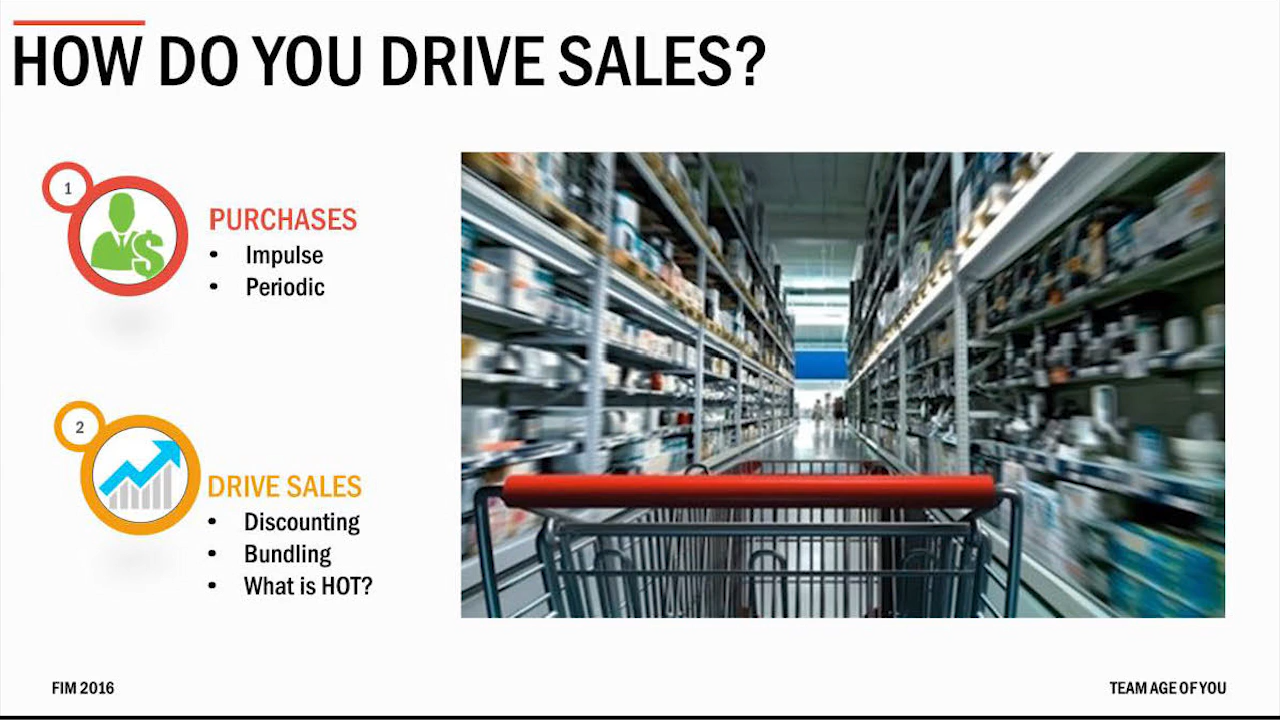 HOW DO YOU DRIVE SALES?
1
PURCHASES
• Impulse
• Periodic
2
DRIVE SALES
• Discounting
• Bundling
• What is HOT?
FIM 2016
TEAM AGE OF YOU